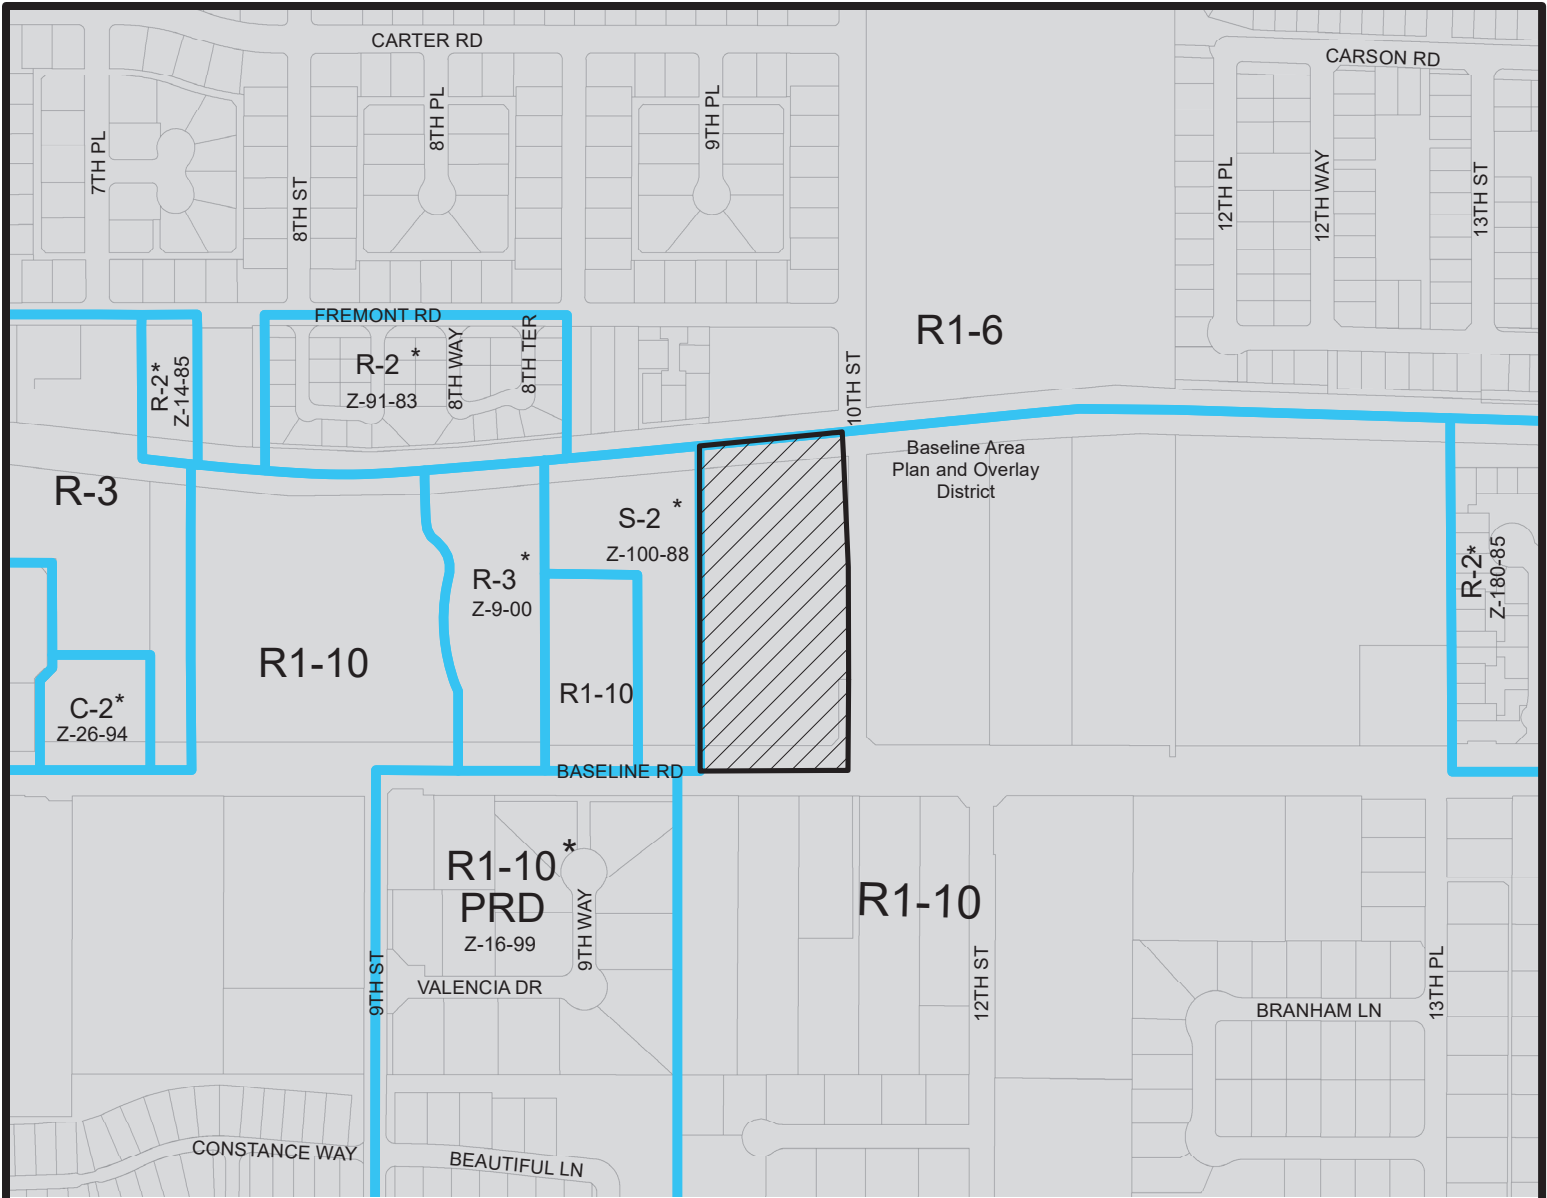 CARTER RD
CARSON RD
7TH PL
8TH ST
8TH PL
9TH PL
12TH PL
12TH WAY
13TH ST
FREMONT RD
R-2*
Z-14-85
R-2 *
Z-91-83
8TH WAY
8TH TER
10TH ST
R1-6
Baseline Area
Plan and Overlay
District
R-3
S-2 *
Z-100-88
R-3 *
Z-9-00
R-2*
Z-180-85
R1-10
R1-10
C-2*
Z-26-94
BASELINE RD
R1-10 *
PRD
Z-16-99
9TH WAY
R1-10
9TH ST
VALENCIA DR
12TH ST
13TH PL
BRANHAM LN
CONSTANCE WAY
BEAUTIFUL LN